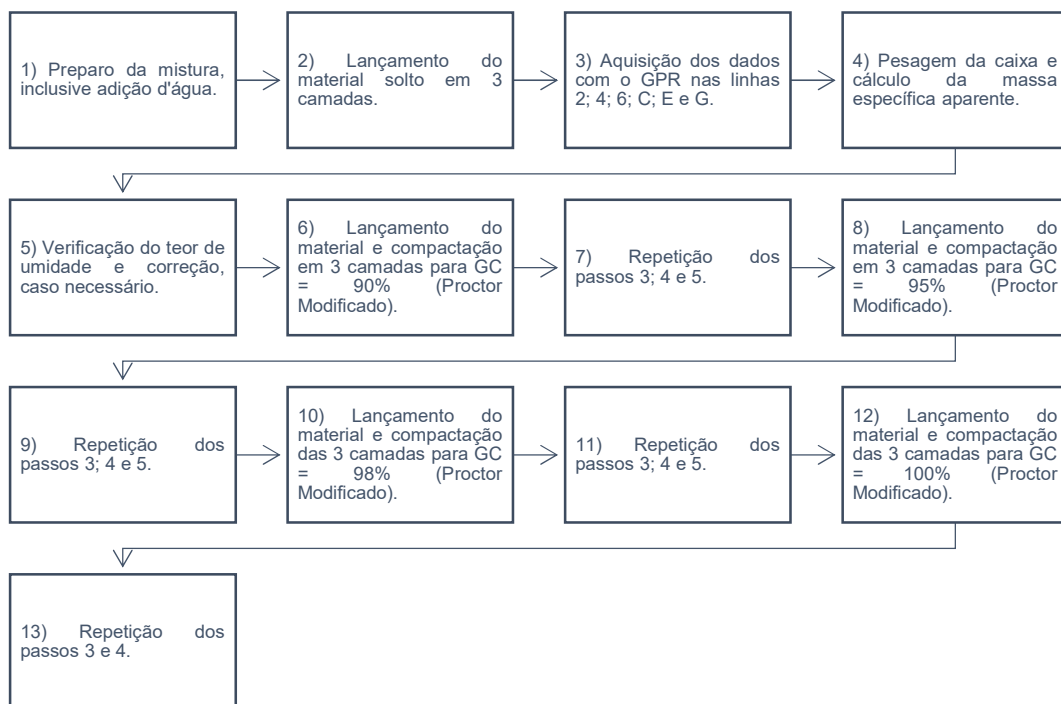 1) Preparo da mistura,
inclusive adição d'água.
2) Lançamento do
material solto em 3
camadas.
3) Aquisição dos dados
com o GPR nas linhas
2; 4; 6; C; E e G.
4) Pesagem da caixa e
cálculo da massa
específica aparente.
5) Verificação do teor de
umidade e correção,
caso necessário.
6) Lançamento do
material e compactação
em 3 camadas para GC
= 90% (Proctor
Modificado).
7) Repetição dos
passos 3; 4 e 5.
8) Lançamento do
material e compactação
em 3 camadas para GC
= 95% (Proctor
Modificado).
9) Repetição dos
passos 3; 4 e 5.
10) Lançamento do
material e compactação
das 3 camadas para GC
= 98% (Proctor
Modificado).
11) Repetição dos
passos 3; 4 e 5.
12) Lançamento do
material e compactação
das 3 camadas para GC
= 100% (Proctor
Modificado).
13) Repetição dos
passos 3 e 4.